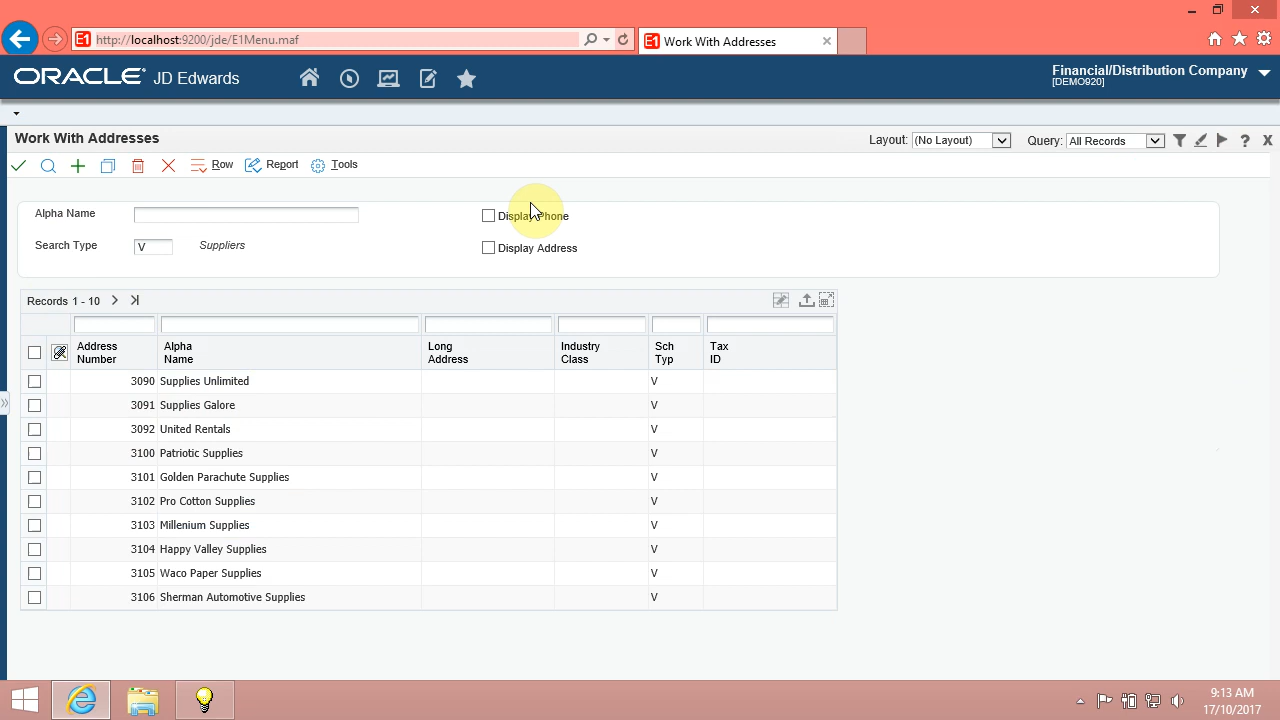 E1 http://localhost:9200/jde/E1Menu.maf
E1 Work With Addresses
ORACLE JD Edwards
Financial/Distribution Company
[DEMO920]
Work With Addresses
Layout: (No Layout) Query: All Records
Row Report Tools
Alpha Name
Display Phone
Search Type V Suppliers
Display Address
Records 1 - 10
Address Number Alpha Name Long Address Industry Class Sch Typ Tax ID
3090 Supplies Unlimited V
3091 Supplies Galore V
3092 United Rentals V
3100 Patriotic Supplies V
3101 Golden Parachute Supplies V
3102 Pro Cotton Supplies V
3103 Millenium Supplies V
3104 Happy Valley Supplies V
3105 Waco Paper Supplies V
3106 Sherman Automotive Supplies V
9:13 AM
17/10/2017